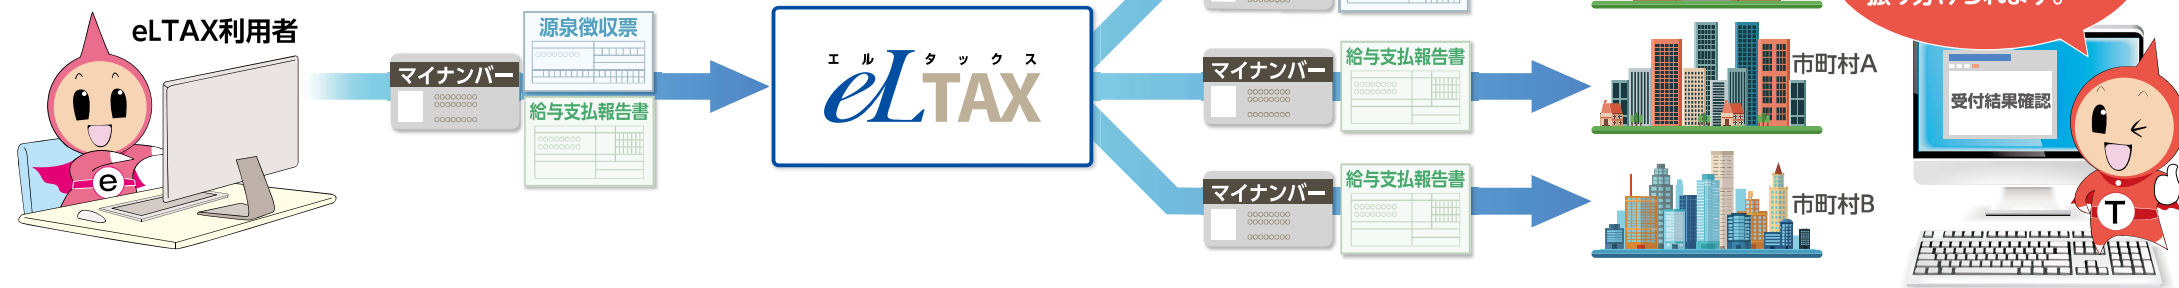 eLTAX利用者
マイナンバー
源泉徴収票
給与支払報告書
エルタックス
eLTAX
e
マイナンバー
給与支払報告書
市町村A
マイナンバー
給与支払報告書
市町村B
受付結果確認
T